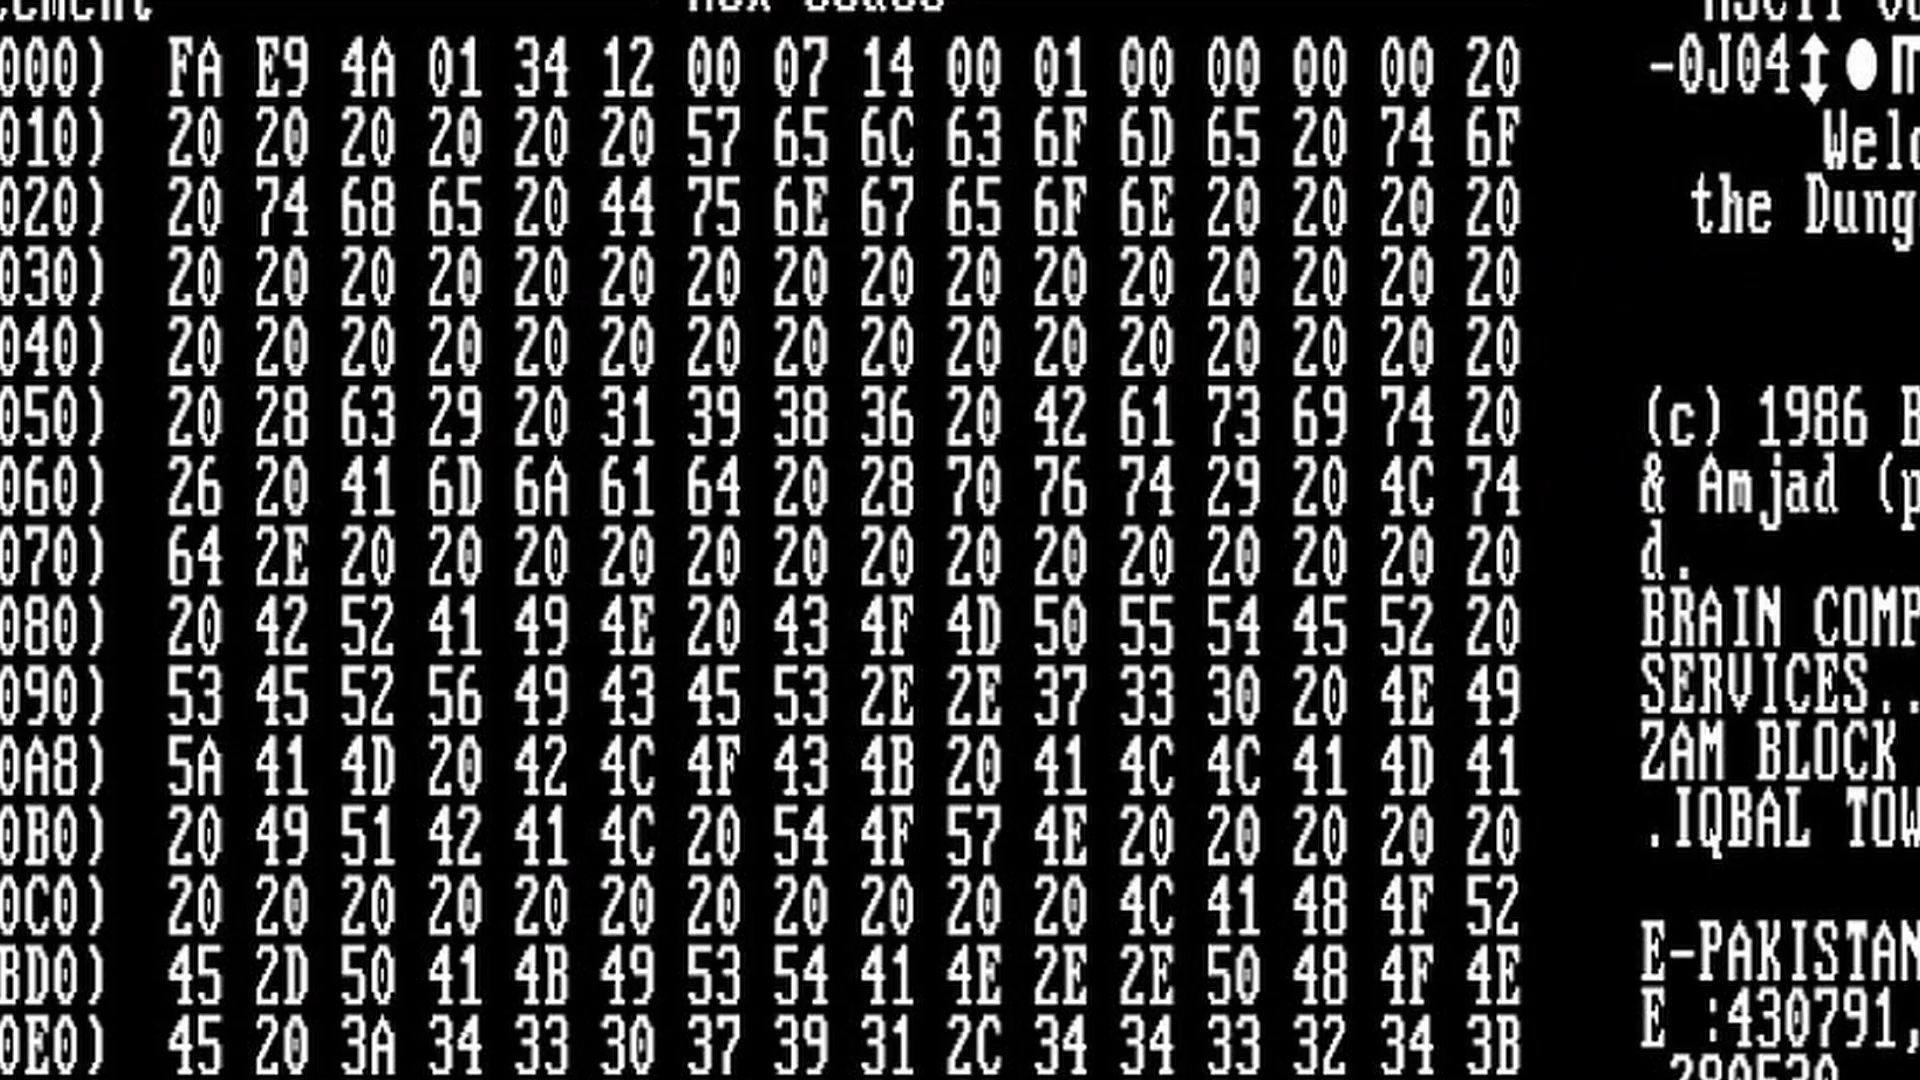 000) FA E9 4A 01 34 12 00 07 14 00 01 00 00 00 00 20 -0J04↕●
010) 20 20 20 20 20 20 57 65 6C 63 6F 6D 65 20 74 6F Welc
020) 20 74 68 65 20 44 75 6E 67 65 6F 6E 20 20 20 20 the Dung
030) 20 20 20 20 20 20 20 20 20 20 20 20 20 20 20 20
040) 20 20 20 20 20 20 20 20 20 20 20 20 20 20 20 20
050) 20 28 63 29 20 31 39 38 36 20 42 61 73 69 74 20 (c) 1986 B
060) 26 20 41 6D 6A 61 64 20 28 70 76 74 29 20 4C 74 & Amjad (p
070) 64 2E 20 20 20 20 20 20 20 20 20 20 20 20 20 20 d.
080) 20 42 52 41 49 4E 20 43 4F 4D 50 55 54 45 52 20 BRAIN COMP
090) 53 45 52 56 49 43 45 53 2E 2E 37 33 30 20 4E 49 SERVICES..
0A8) 5A 41 4D 20 42 4C 4F 43 4B 20 41 4C 4C 41 4D 41 ZAM BLOCK
0B0) 20 49 51 42 41 4C 20 54 4F 57 4E 20 20 20 20 20 .IQBAL TOW
0C0) 20 20 20 20 20 20 20 20 20 20 20 4C 41 48 4F 52
BD0) 45 2D 50 41 4B 49 53 54 41 4E 2E 2E 50 48 4F 4E E-PAKISTAN
0E0) 45 20 3A 34 33 30 37 39 31 2C 34 34 33 32 34 3B E :430791,